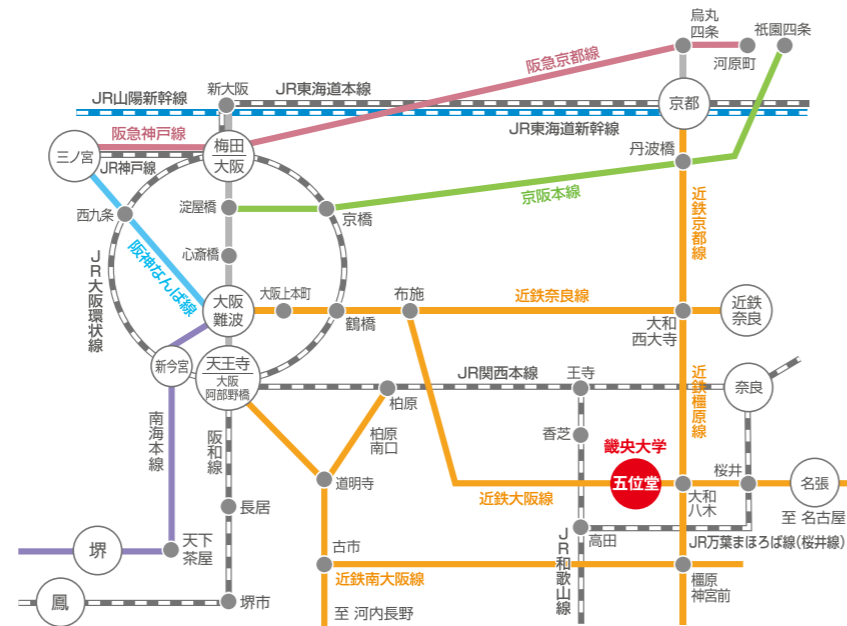 烏丸
四条
祇園四条
河原町
阪急京都線
新大阪
JR東海道本線
JR山陽新幹線
京都
JR東海道新幹線
阪急神戸線
梅田
大阪
三ノ宮
JR神戸線
丹波橋
京阪本線
近鉄京都線
淀屋橋
京橋
西九条
心斎橋
阪神なんば線
JR大阪環状線
大阪
難波
大阪上本町
鶴橋
布施
近鉄奈良線
大和
西大寺
近鉄
奈良
新今宮
天王寺
大阪
阿部野橋
JR関西本線
王寺
近鉄橿原線
奈良
柏原
柏原
南口
香芝
南海本線
阪和線
畿央大学
五位堂
道明寺
近鉄大阪線
大和
八木
桜井
名張
至 名古屋
長居
天下
茶屋
堺
古市
高田
JR万葉まほろば線(桜井線)
JR和歌山線
近鉄南大阪線
橿原
神宮前
鳳
堺市
至 河内長野